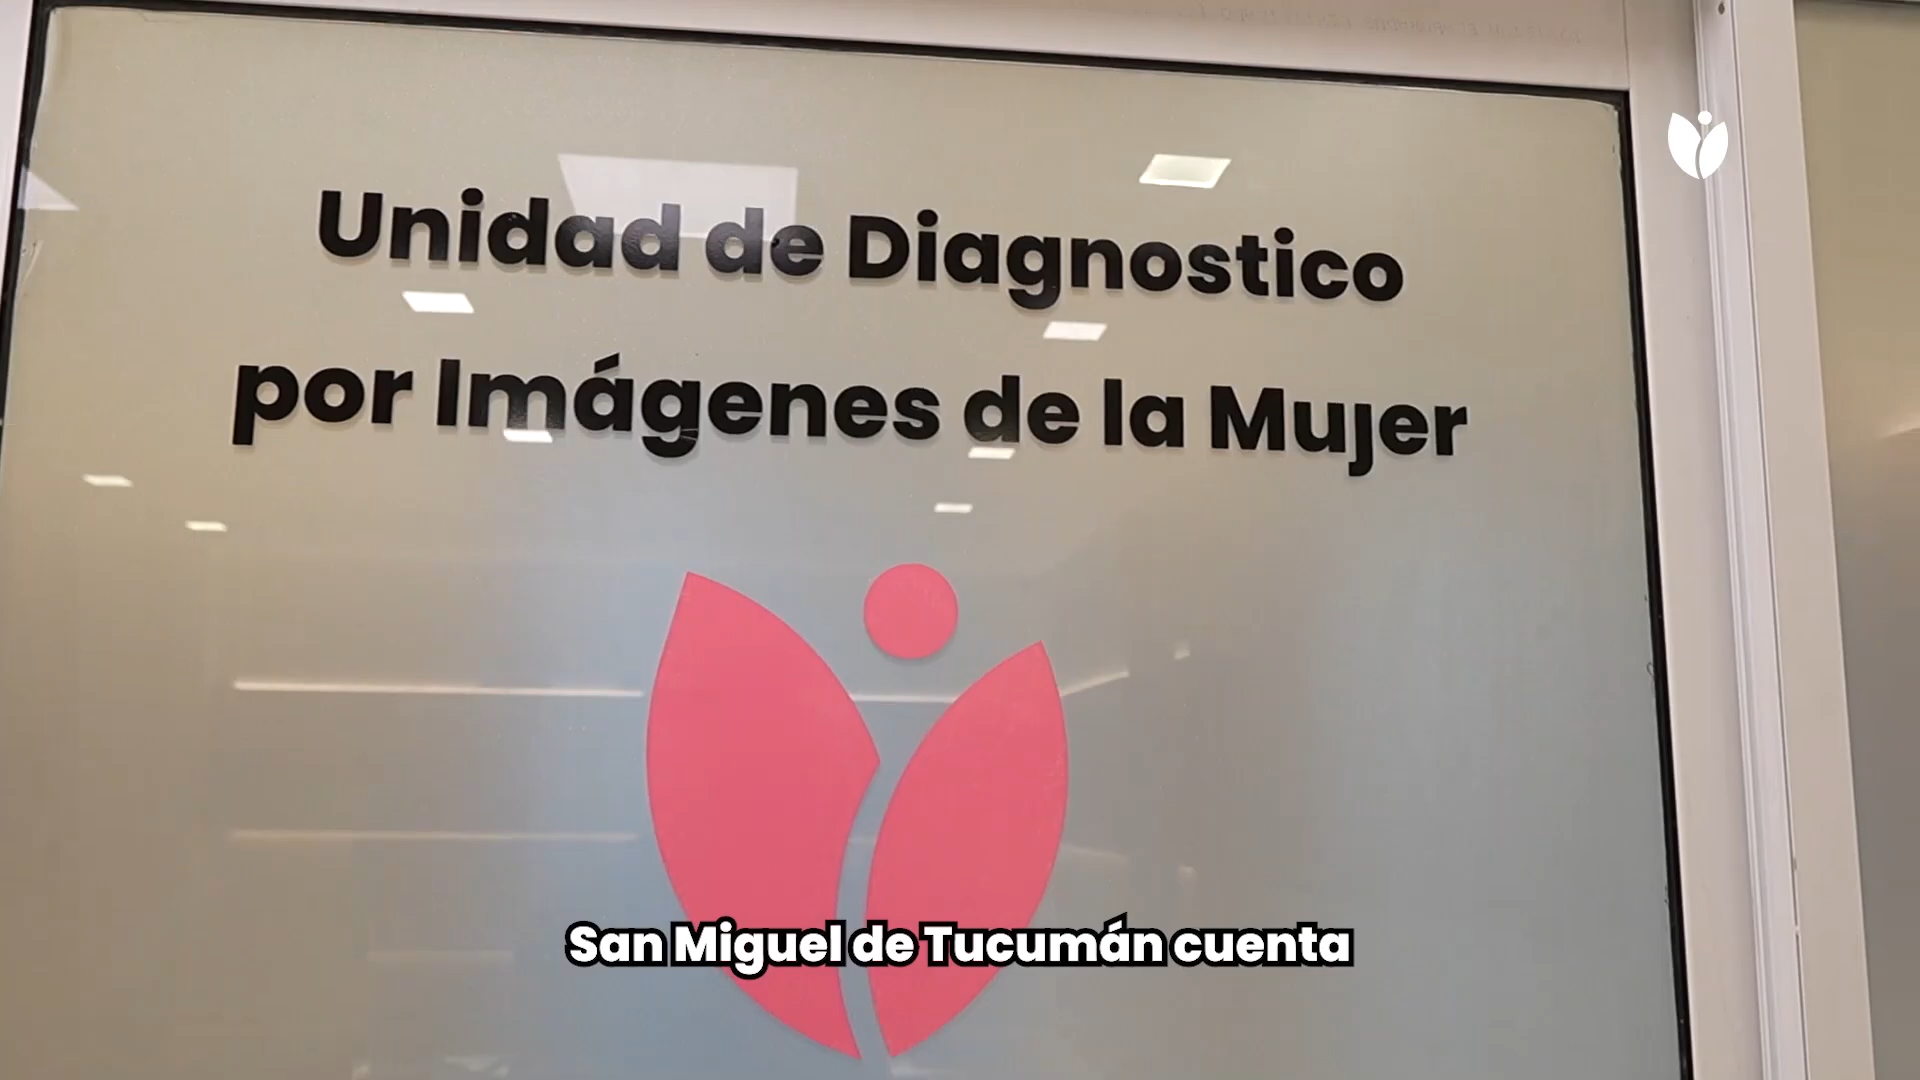 Unidad de Diagnostico
por Imágenes de la Mujer
San Miguel de Tucumán cuenta